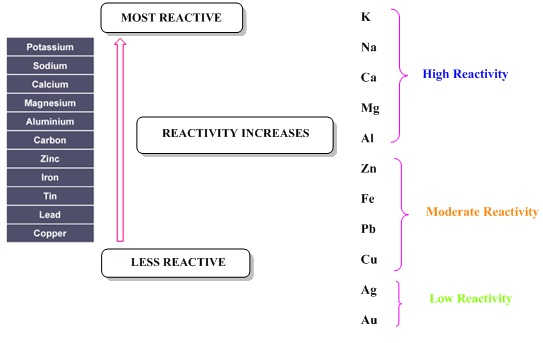 MOST REACTIVE
Potassium
Sodium
Calcium
Magnesium
Aluminium
Carbon
Zinc
Iron
Tin
Lead
Copper
REACTIVITY INCREASES
LESS REACTIVE
K
Na
Ca
Mg
Al
High Reactivity
Zn
Fe
Pb
Cu
Moderate Reactivity
Ag
Au
Low Reactivity